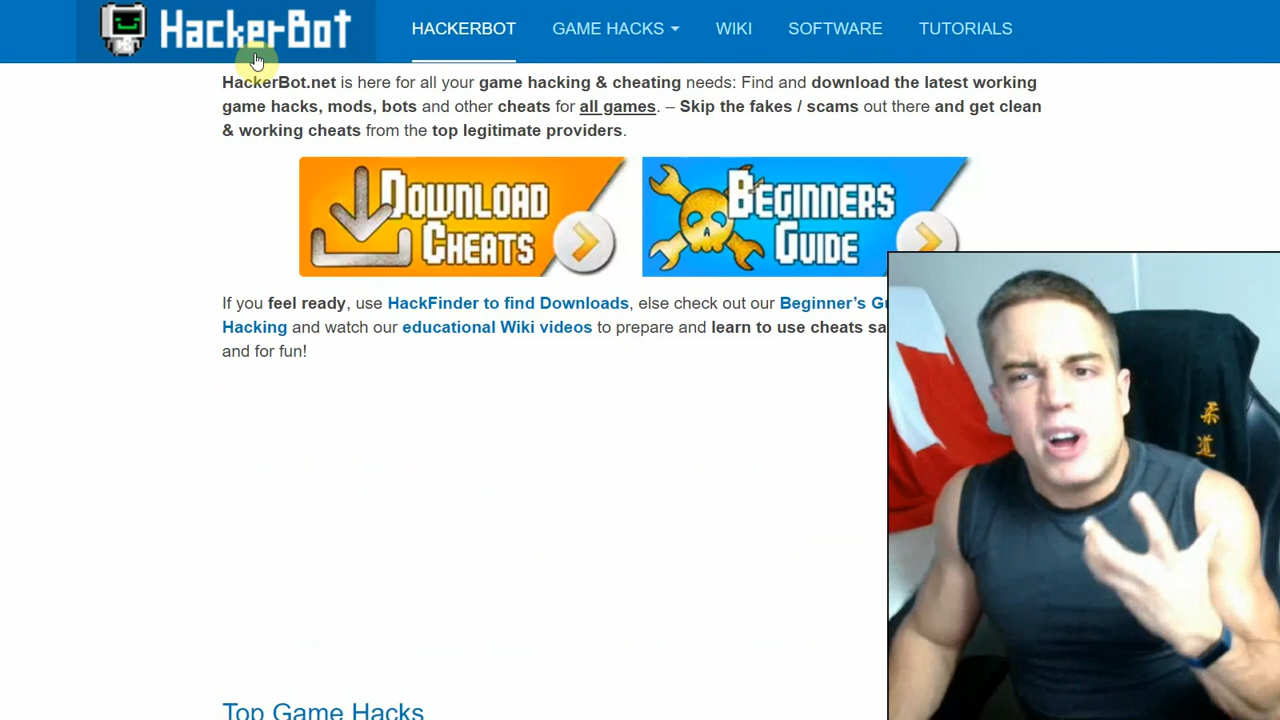 HackerBot
HACKERBOT GAME HACKS WIKI SOFTWARE TUTORIALS
HackerBot.net is here for all your game hacking & cheating needs: Find and download the latest working
game hacks, mods, bots and other cheats for all games. – Skip the fakes / scams out there and get clean
& working cheats from the top legitimate providers.
DOWNLOAD
CHEATS
BEGINNERS
GUIDE
If you feel ready, use HackFinder to find Downloads, else check out our Beginner's
Hacking and watch our educational Wiki videos to prepare and learn to use cheats
and for fun!
柔
道
Top Game Hacks